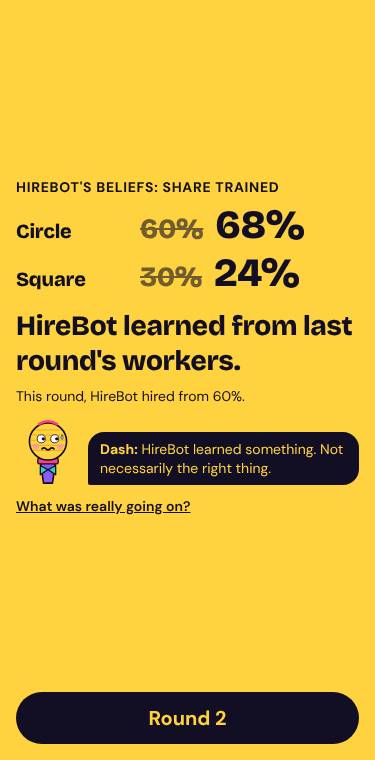 HIREBOT'S BELIEFS: SHARE TRAINED
Circle 60% 68%
Square 30% 24%
HireBot learned from last
round's workers.
This round, HireBot hired from 60%.
Dash: HireBot learned something. Not
necessarily the right thing.
What was really going on?
Round 2